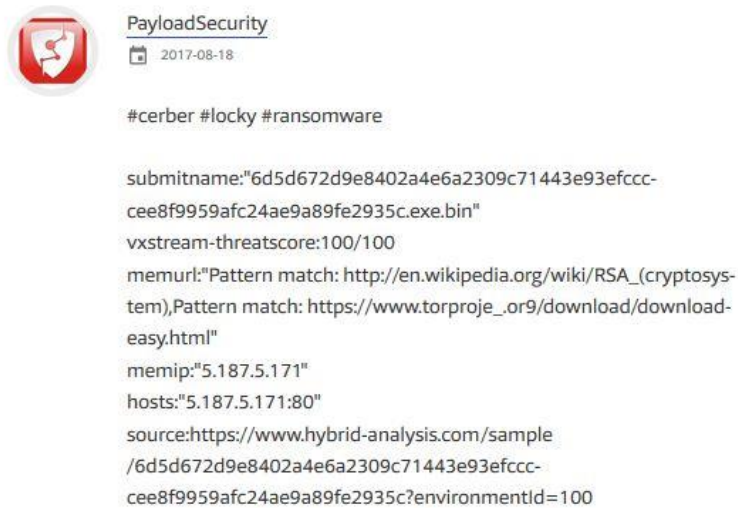 PayloadSecurity
2017-08-18
#cerber #locky #ransomware
submitname:"6d5d672d9e8402a4e6a2309c71443e93efccc-
cee8f9959afc24ae9a89fe2935c.exe.bin"
vxstream-threatscore:100/100
memurl:"Pattern match: http://en.wikipedia.org/wiki/RSA_(cryptosys-
tem),Pattern match: https://www.torproje_.or9/download/download-
easy.html"
memip:"5.187.5.171"
hosts:"5.187.5.171:80"
source:https://www.hybrid-analysis.com/sample
/6d5d672d9e8402a4e6a2309c71443e93efccc-
cee8f9959afc24ae9a89fe2935c?environmentId=100